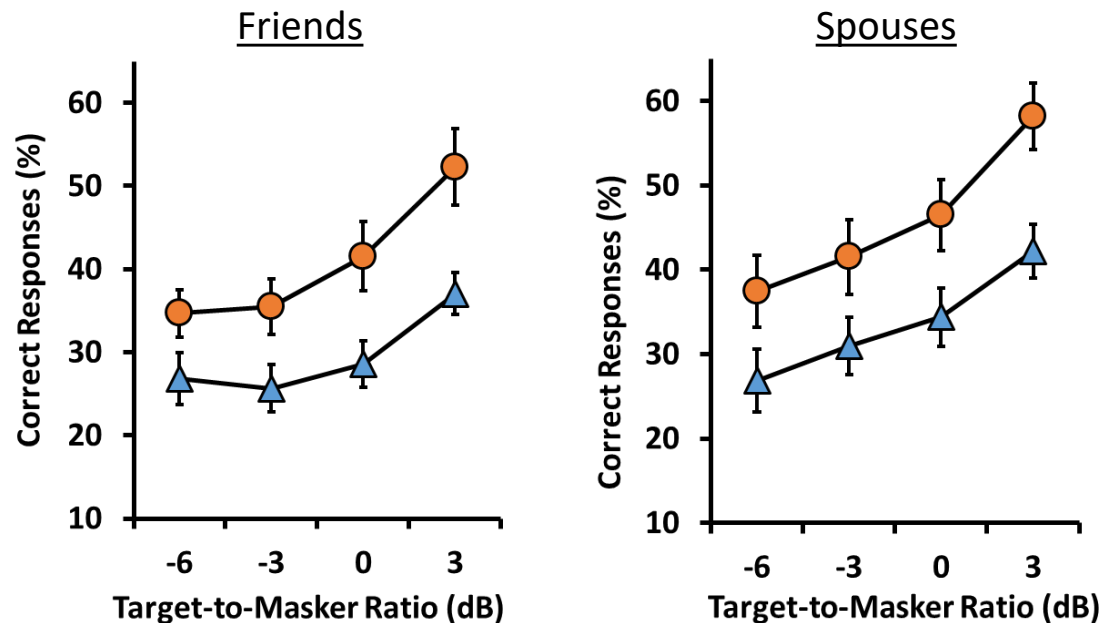 Friends
Correct Responses (%)
60
50
40
30
20
10
-6 -3 0 3
Target-to-Masker Ratio (dB)
Spouses
Correct Responses (%)
60
50
40
30
20
10
-6 -3 0 3
Target-to-Masker Ratio (dB)